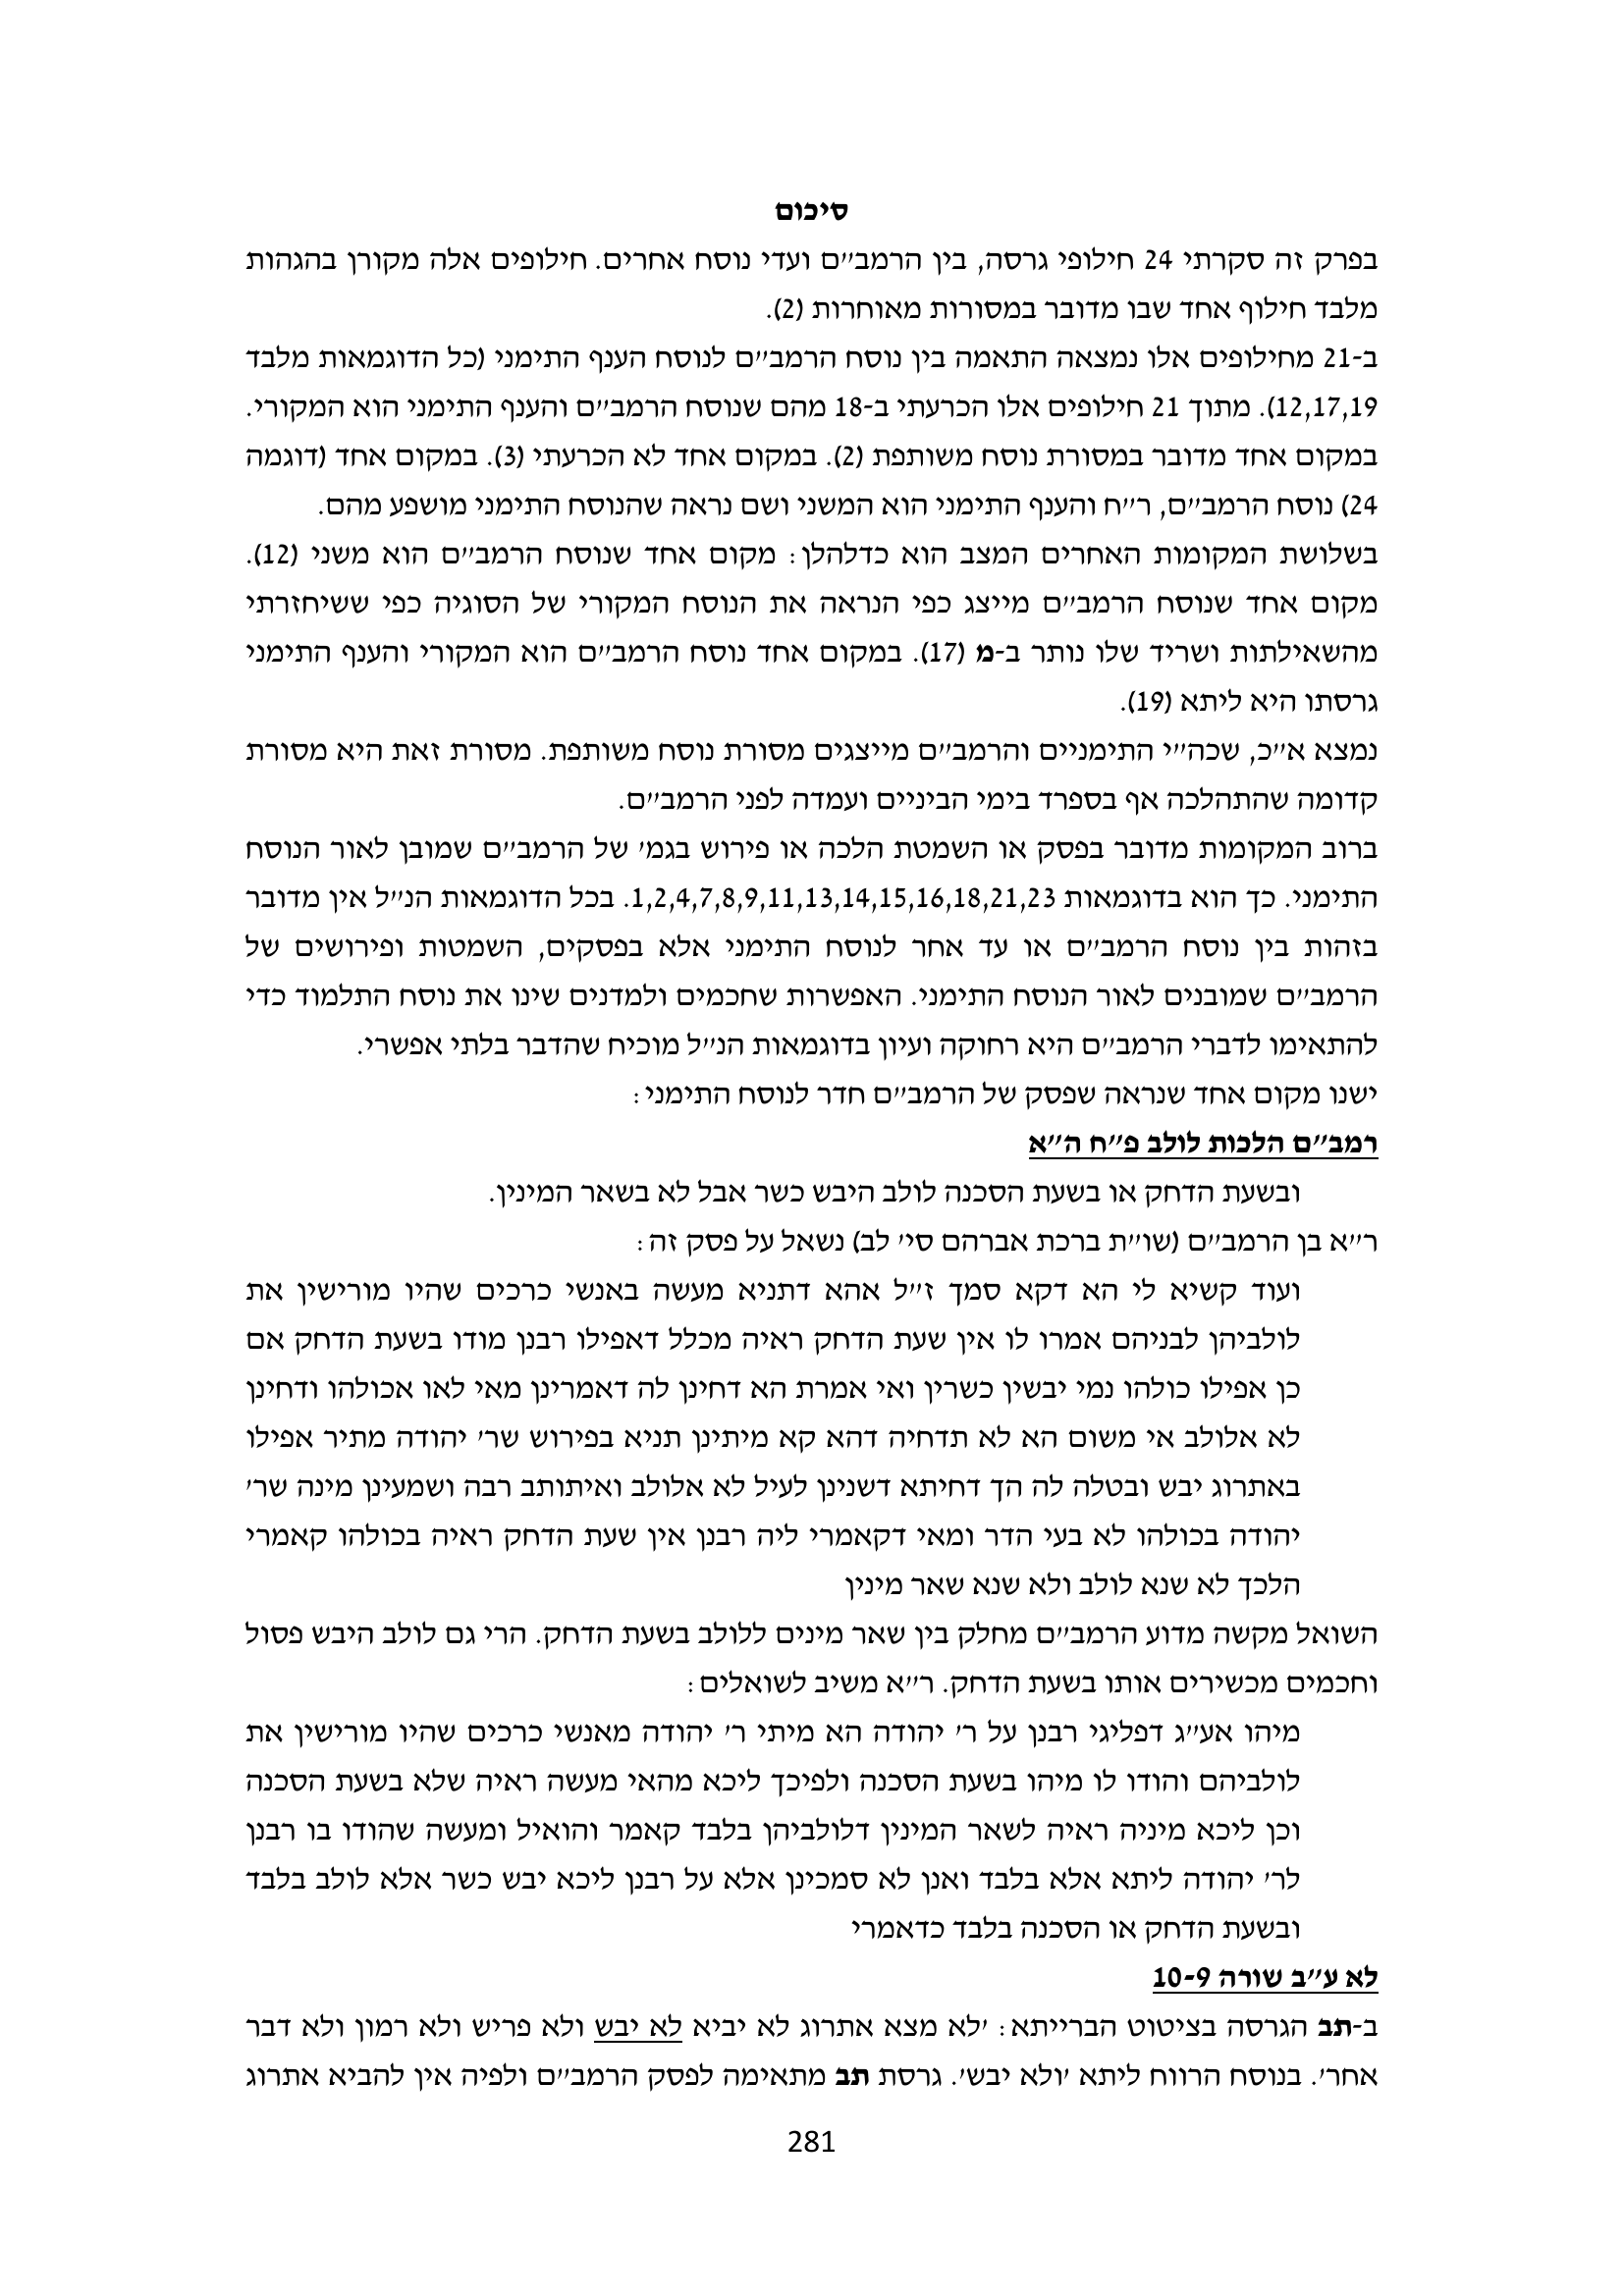 סיכום
בפרק זה סקרתי 24 חילופי גרסה, בין הרמב״ם ועדי נוסח אחרים. חילופים אלה מקורן בהגהות
מלבד חילוף אחד שבו מדובר במסורות מאוחרות (2).
ב-21 מחילופים אלו נמצאה התאמה בין נוסח הרמב״ם לנוסח הענף התימני (כל הדוגמאות מלבד
12,17,19). מתוך 21 חילופים אלו הכרעתי ב-18 מהם שנוסח הרמב״ם והענף התימני הוא המקורי.
במקום אחד מדובר במסורת נוסח משותפת (2). במקום אחד לא הכרעתי (3). במקום אחד (דוגמה
24) נוסח הרמב״ם, ר״ח והענף התימני הוא המשני ושם נראה שהנוסח התימני מושפע מהם.
בשלושת המקומות האחרים המצב הוא כדלהלן: מקום אחד שנוסח הרמב״ם הוא משני (12).
מקום אחד שנוסח הרמב״ם מייצג כפי הנראה את הנוסח המקורי של הסוגיה כפי ששיחזרתי
מהשאילתות ושריד שלו נותר ב-מ (17). במקום אחד נוסח הרמב״ם הוא המקורי והענף התימני
גרסתו היא ליתא (19).
נמצא א״כ, שכה״י התימניים והרמב״ם מייצגים מסורת נוסח משותפת. מסורת זאת היא מסורת
קדומה שהתהלכה אף בספרד בימי הביניים ועמדה לפני הרמב״ם.
ברוב המקומות מדובר בפסק או השמטת הלכה או פירוש בגמ׳ של הרמב״ם שמובן לאור הנוסח
התימני. כך הוא בדוגמאות 1,2,4,7,8,9,11,13,14,15,16,18,21,23. בכל הדוגמאות הנ״ל אין מדובר
בזהות בין נוסח הרמב״ם או עד אחר לנוסח התימני אלא בפסקים, השמטות ופירושים של
הרמב״ם שמובנים לאור הנוסח התימני. האפשרות שחכמים ולמדנים שינו את נוסח התלמוד כדי
להתאימו לדברי הרמב״ם היא רחוקה ועיון בדוגמאות הנ״ל מוכיח שהדבר בלתי אפשרי.
ישנו מקום אחד שנראה שפסק של הרמב״ם חדר לנוסח התימני:
רמב״ם הלכות לולב פ״ח ה״א
ובשעת הדחק או בשעת הסכנה לולב היבש כשר אבל לא בשאר המינין.
ר״א בן הרמב״ם (שו״ת ברכת אברהם סי׳ לב) נשאל על פסק זה:
ועוד קשיא לי הא דקא סמך ז״ל אהא דתניא מעשה באנשי כרכים שהיו מורישין את
לולביהן לבניהם אמרו לו אין שעת הדחק ראיה מכלל דאפילו רבנן מודו בשעת הדחק אם
כן אפילו כולהו נמי יבשין כשרין ואי אמרת הא דחינן לה דאמרינן מאי לאו אכולהו ודחינן
לא אלולב אי משום הא לא תדחיה דהא קא מיתינן תניא בפירוש שר׳ יהודה מתיר אפילו
באתרוג יבש ובטלה לה הך דחיתא דשנינן לעיל לא אלולב ואיתותב רבה ושמעינן מינה שר׳
יהודה בכולהו לא בעי הדר ומאי דקאמרי ליה רבנן אין שעת הדחק ראיה בכולהו קאמרי
הלכך לא שנא לולב ולא שנא שאר מינין
השואל מקשה מדוע הרמב״ם מחלק בין שאר מינים ללולב בשעת הדחק. הרי גם לולב היבש פסול
וחכמים מכשירים אותו בשעת הדחק. ר״א משיב לשואלים:
מיהו אע״ג דפליגי רבנן על ר׳ יהודה הא מיתי ר׳ יהודה מאנשי כרכים שהיו מורישין את
לולביהם והודו לו מיהו בשעת הסכנה ולפיכך ליכא מהאי מעשה ראיה שלא בשעת הסכנה
וכן ליכא מיניה ראיה לשאר המינין דלולביהן בלבד קאמר והואיל ומעשה שהודו בו רבנן
לר׳ יהודה ליתא אלא בלבד ואנן לא סמכינן אלא על רבנן ליכא יבש כשר אלא לולב בלבד
ובשעת הדחק או הסכנה בלבד כדאמרי
לא ע״ב שורה 10-9
ב-תב הגרסה בציטוט הברייתא: ׳לא מצא אתרוג לא יביא לא יבש ולא פריש ולא רמון ולא דבר
אחר׳. בנוסח הרווח ליתא ׳ולא יבש׳. גרסת תב מתאימה לפסק הרמב״ם ולפיה אין להביא אתרוג
281